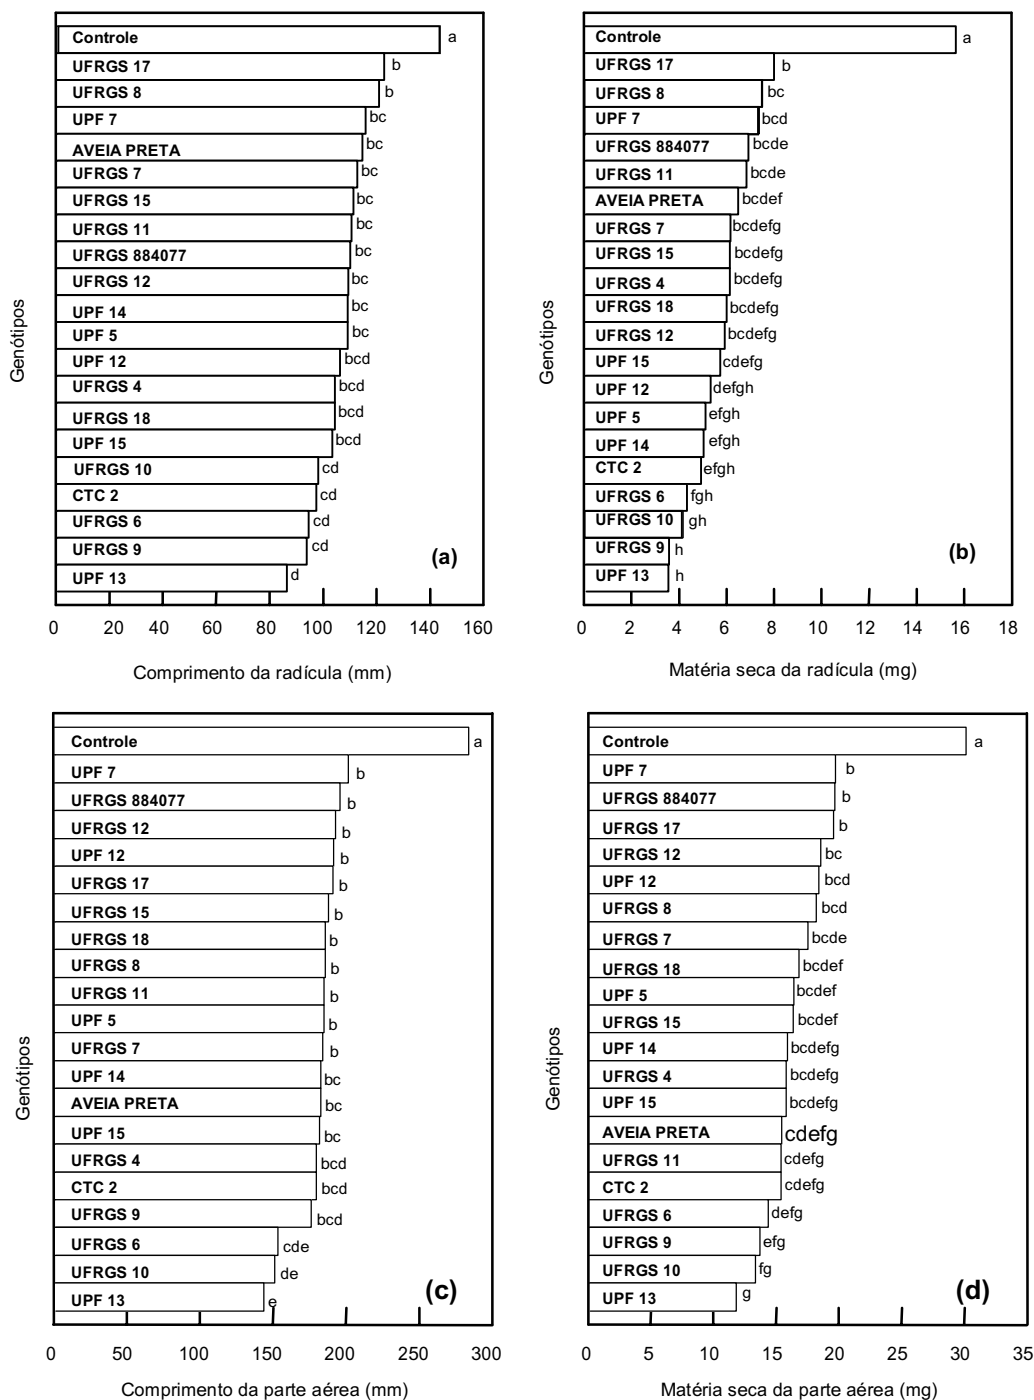 Controle a
UFRGS 17 b
UFRGS 8 b
UPF 7 bc
AVEIA PRETA bc
UFRGS 7 bc
UFRGS 15 bc
UFRGS 11 bc
UFRGS 884077 bc
UFRGS 12 bc
UPF 14 bc
UPF 5 bc
UPF 12 bcd
UFRGS 4 bcd
UFRGS 18 bcd
UPF 15 bcd
UFRGS 10 cd
CTC 2 cd
UFRGS 6 cd
UFRGS 9 cd
UPF 13 d
(a)
Genótipos
0 20 40 60 80 100 120 140 160
Comprimento da radícula (mm)
Controle a
UFRGS 17 b
UFRGS 8 bc
UPF 7 bcd
UFRGS 884077 bcde
UFRGS 11 bcde
AVEIA PRETA bcdef
UFRGS 7 bcdefg
UFRGS 15 bcdefg
UFRGS 4 bcdefg
UFRGS 18 bcdefg
UFRGS 12 bcdefg
UPF 15 cdefg
UPF 12 defgh
UPF 5 efgh
UPF 14 efgh
CTC 2 efgh
UFRGS 6 fgh
UFRGS 10 gh
UFRGS 9 h
UPF 13 h
(b)
Genótipos
0 2 4 6 8 10 12 14 16 18
Matéria seca da radícula (mg)
Controle a
UPF 7 b
UFRGS 884077 b
UFRGS 12 b
UPF 12 b
UFRGS 17 b
UFRGS 15 b
UFRGS 18 b
UFRGS 8 b
UFRGS 11 b
UPF 5 b
UFRGS 7 b
UPF 14 bc
AVEIA PRETA bc
UPF 15 bc
UFRGS 4 bcd
CTC 2 bcd
UFRGS 9 bcd
UFRGS 6 cde
UFRGS 10 de
UPF 13 e
(c)
Genótipos
0 50 100 150 200 250 300
Comprimento da parte aérea (mm)
Controle a
UPF 7 b
UFRGS 884077 b
UFRGS 17 b
UFRGS 12 bc
UPF 12 bcd
UFRGS 8 bcd
UFRGS 7 bcde
UFRGS 18 bcdef
UPF 5 bcdef
UFRGS 15 bcdef
UPF 14 bcdefg
UFRGS 4 bcdefg
UPF 15 bcdefg
AVEIA PRETA cdefg
UFRGS 11 cdefg
CTC 2 cdefg
UFRGS 6 defg
UFRGS 9 efg
UFRGS 10 fg
UPF 13 g
(d)
Genótipos
0 5 10 15 20 25 30 35
Matéria seca da parte aérea (mg)